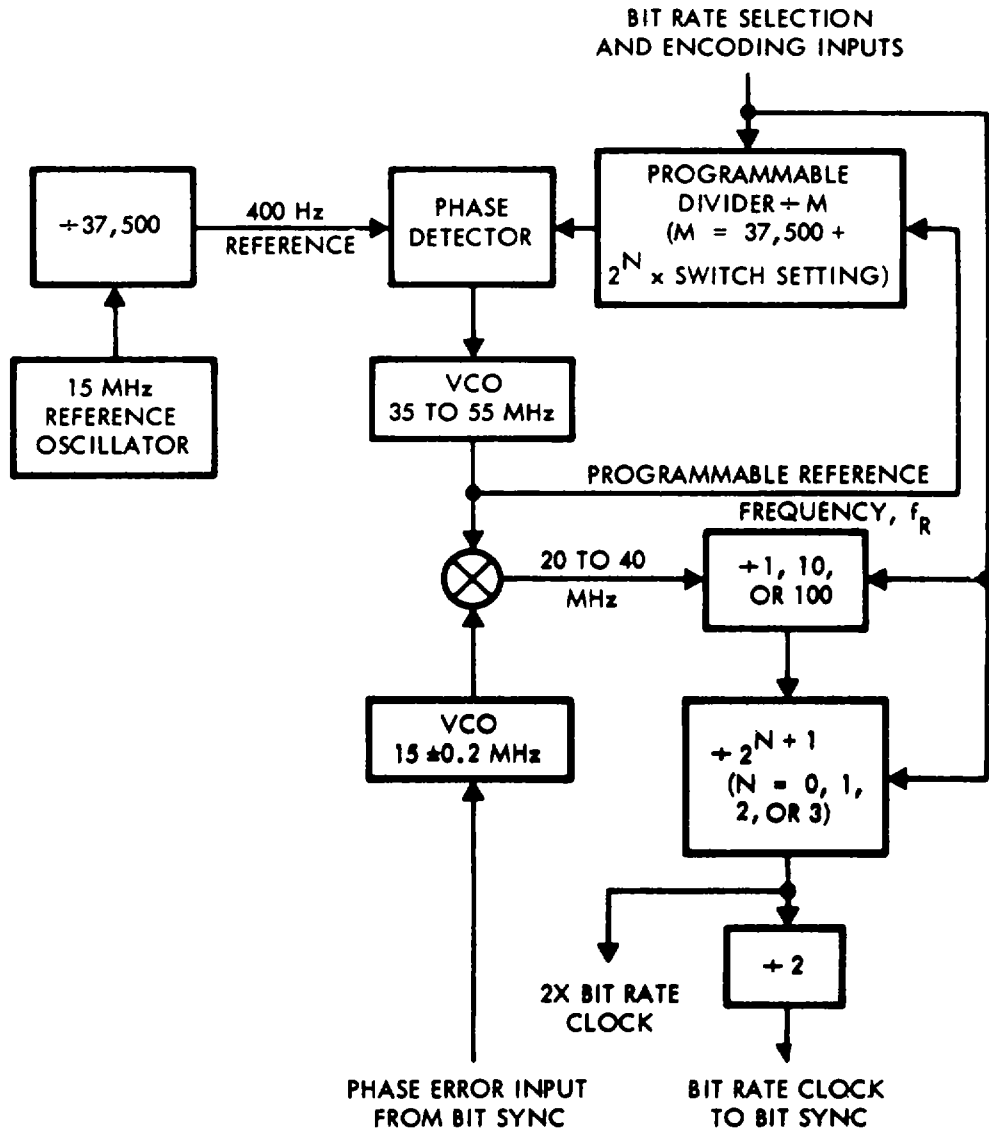 BIT RATE SELECTION
AND ENCODING INPUTS
÷37,500
400 Hz
REFERENCE
PHASE
DETECTOR
PROGRAMMABLE
DIVIDER ÷ M
(M = 37,500 +
2^N x SWITCH SETTING)
15 MHz
REFERENCE
OSCILLATOR
VCO
35 TO 55 MHz
PROGRAMMABLE REFERENCE
FREQUENCY, f_R
20 TO 40
MHz
÷1, 10,
OR 100
VCO
15 ±0.2 MHz
÷ 2^N + 1
(N = 0, 1,
2, OR 3)
2X BIT RATE
CLOCK
÷ 2
PHASE ERROR INPUT
FROM BIT SYNC
BIT RATE CLOCK
TO BIT SYNC